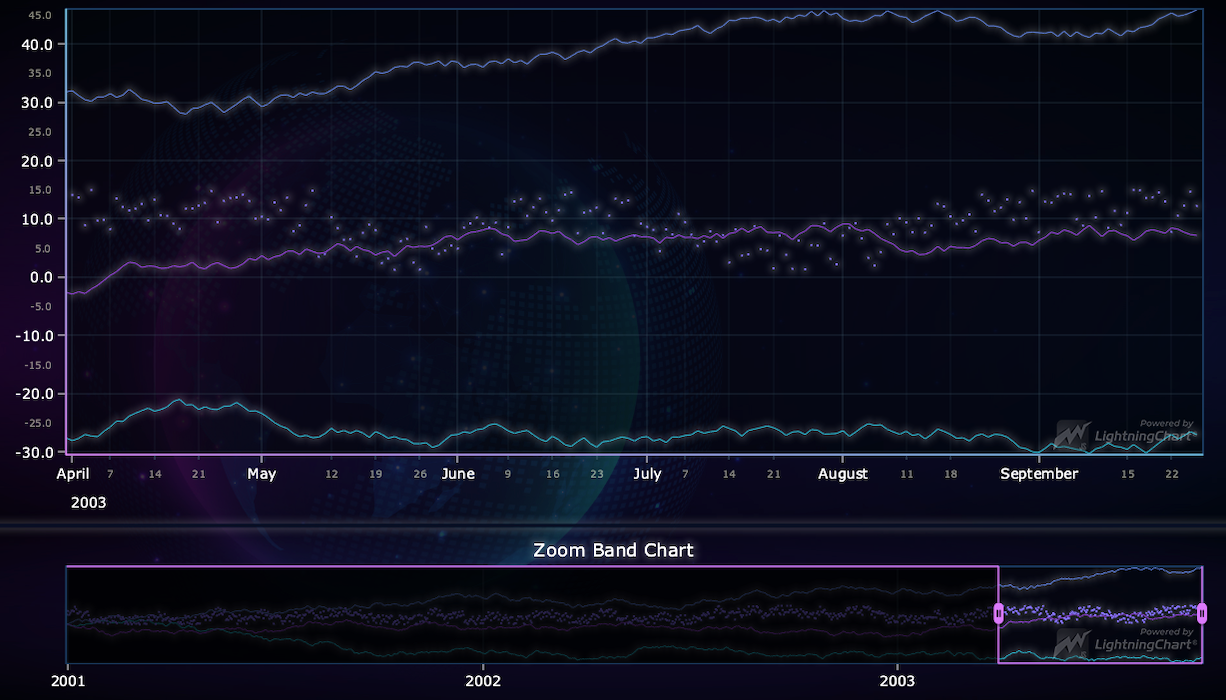 45.0
40.0
35.0
30.0
25.0
20.0
15.0
10.0
5.0
0.0
-5.0
-10.0
-15.0
-20.0
-25.0
-30.0
Powered by
LightningChart®
April 7 14 21 May 12 19 26 June 9 16 23 July 7 14 21 August 11 18 September 15 22
2003
Zoom Band Chart
Powered by
LightningChart®
2001 2002 2003